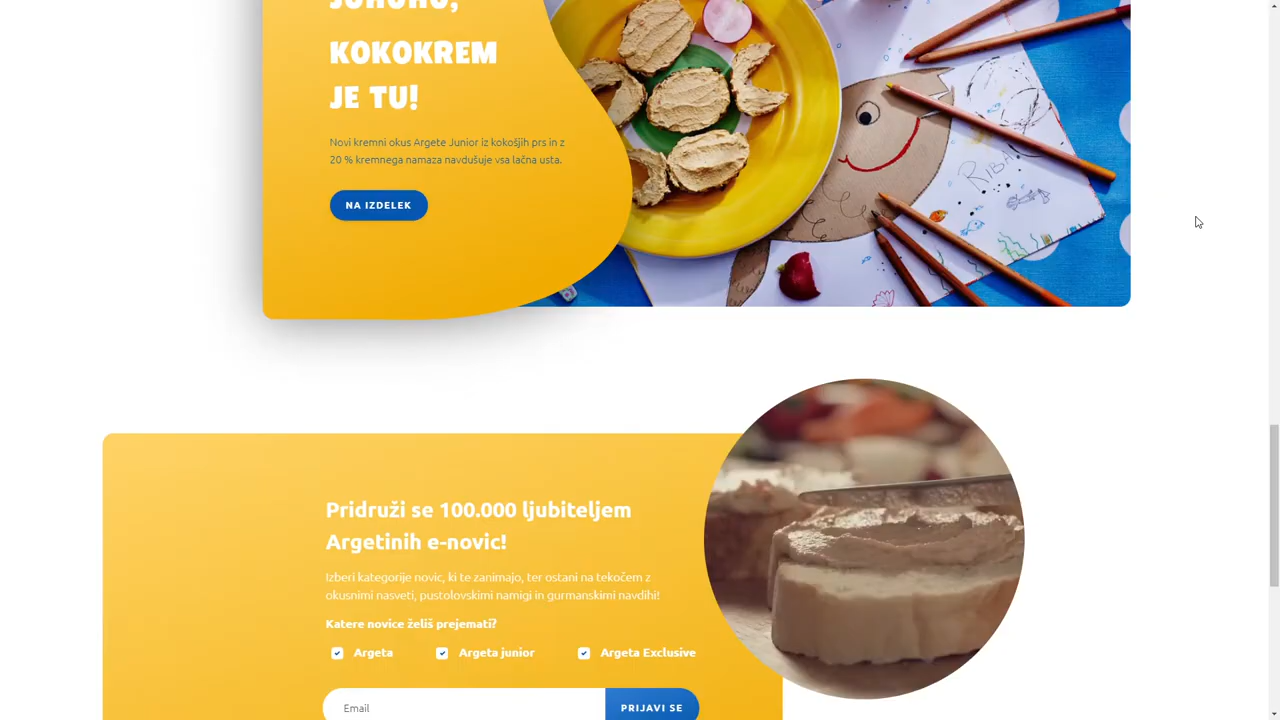 JUHUHU,
KOKOKREM
JE TU!
Novi kremni okus Argete Junior iz kokošjih prs in z
20 % kremnega namaza navdušuje vsa lačna usta.
NA IZDELEK
RIBA
Pridruži se 100.000 ljubiteljem
Argetinih e-novic!
Izberi kategorije novic, ki te zanimajo, ter ostani na tekočem z
okusnimi nasveti, pustolovskimi namigi in gurmanskimi navdihi!
Katere novice želiš prejemati?
Argeta Argeta junior Argeta Exclusive
Email PRIJAVI SE